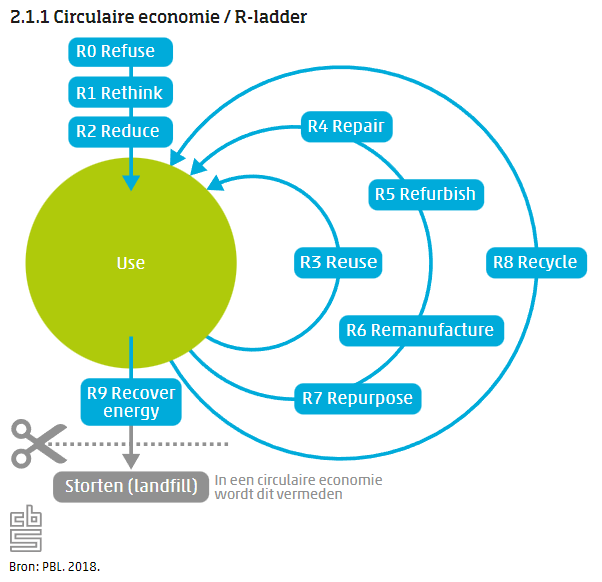 2.1.1 Circulaire economie / R-ladder
R0 Refuse
R1 Rethink
R2 Reduce
R4 Repair
R5 Refurbish
Use
R3 Reuse
R8 Recycle
R6 Remanufacture
R9 Recover
energy
R7 Repurpose
Storten (landfill)
In een circulaire economie
wordt dit vermeden
cbs
Bron: PBL. 2018.